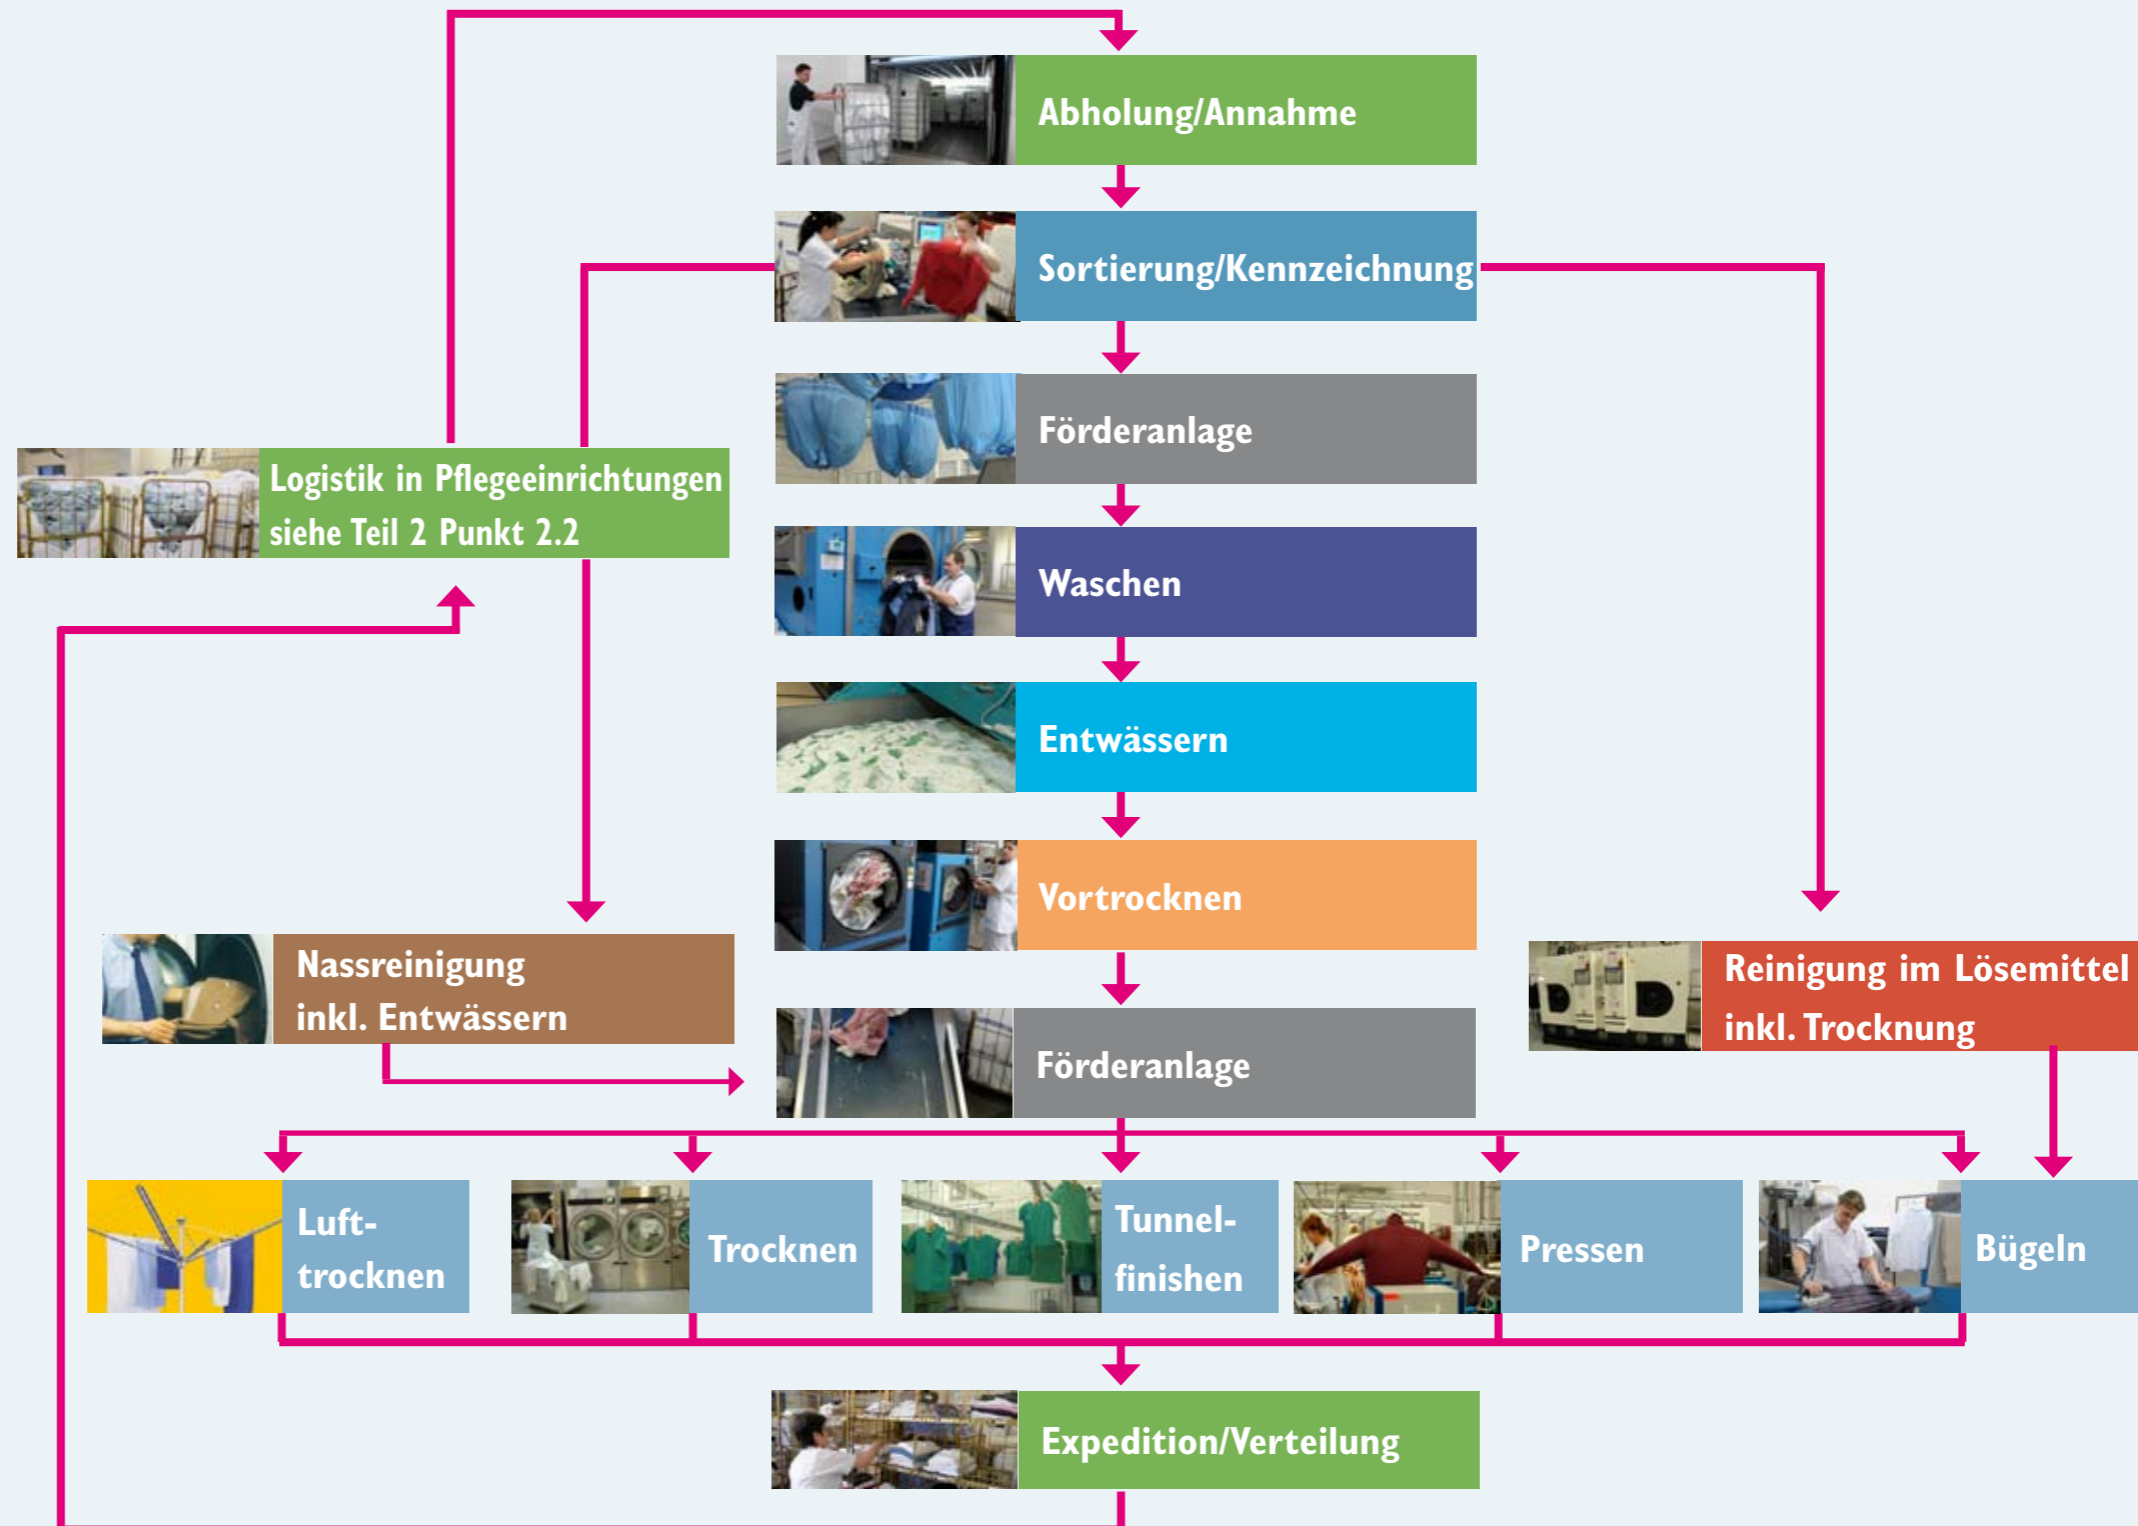 Abholung/Annahme
Sortierung/Kennzeichnung
Förderanlage
Logistik in Pflegeeinrichtungen
siehe Teil 2 Punkt 2.2
Waschen
Entwässern
Vortrocknen
Nassreinigung
inkl. Entwässern
Reinigung im Lösemittel
inkl. Trocknung
Förderanlage
Luft-
trocknen
Trocknen
Tunnel-
finishen
Pressen
Bügeln
Expedition/Verteilung